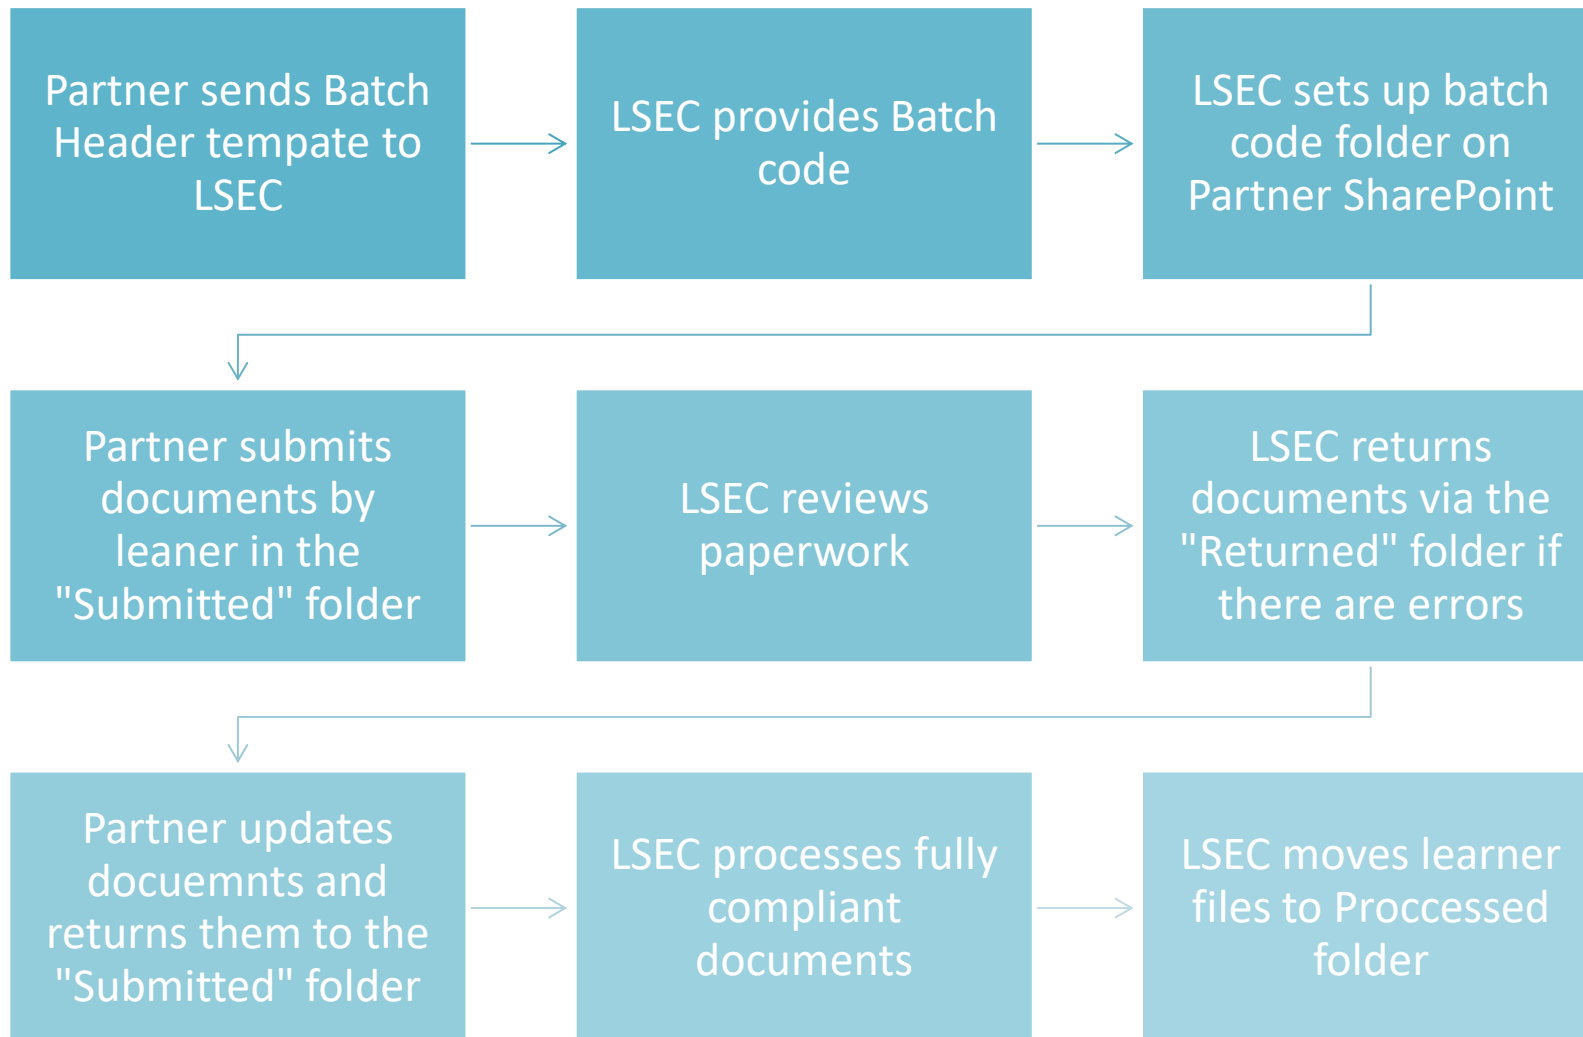 Partner sends Batch
Header tempate to
LSEC
LSEC provides Batch
code
LSEC sets up batch
code folder on
Partner SharePoint
Partner submits
documents by
leaner in the
"Submitted" folder
LSEC reviews
paperwork
LSEC returns
documents via the
"Returned" folder if
there are errors
Partner updates
docuemnts and
returns them to the
"Submitted" folder
LSEC processes fully
compliant
documents
LSEC moves learner
files to Proccessed
folder